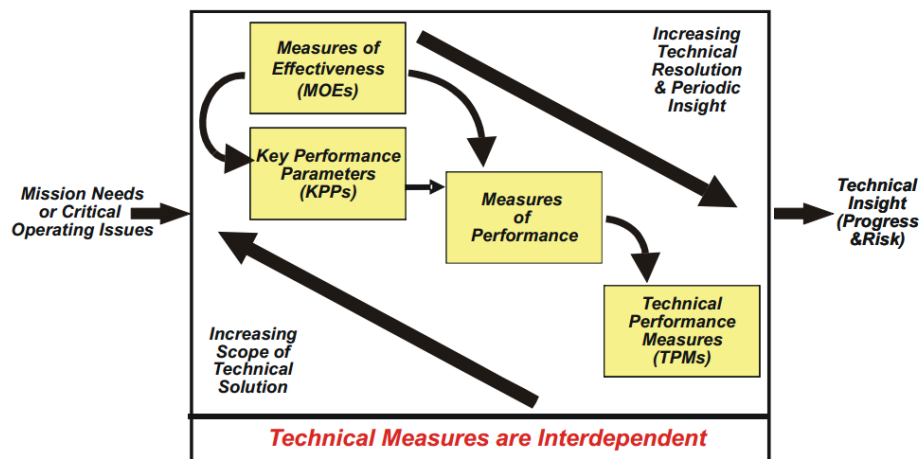 Measures of
Effectiveness
(MOEs)
Increasing
Technical
Resolution
& Periodic
Insight
Key Performance
Parameters
(KPPs)
Mission Needs
or Critical
Operating Issues
Measures
of
Performance
Technical
Insight
(Progress
&Risk)
Increasing
Scope of
Technical
Solution
Technical
Performance
Measures
(TPMs)
Technical Measures are Interdependent